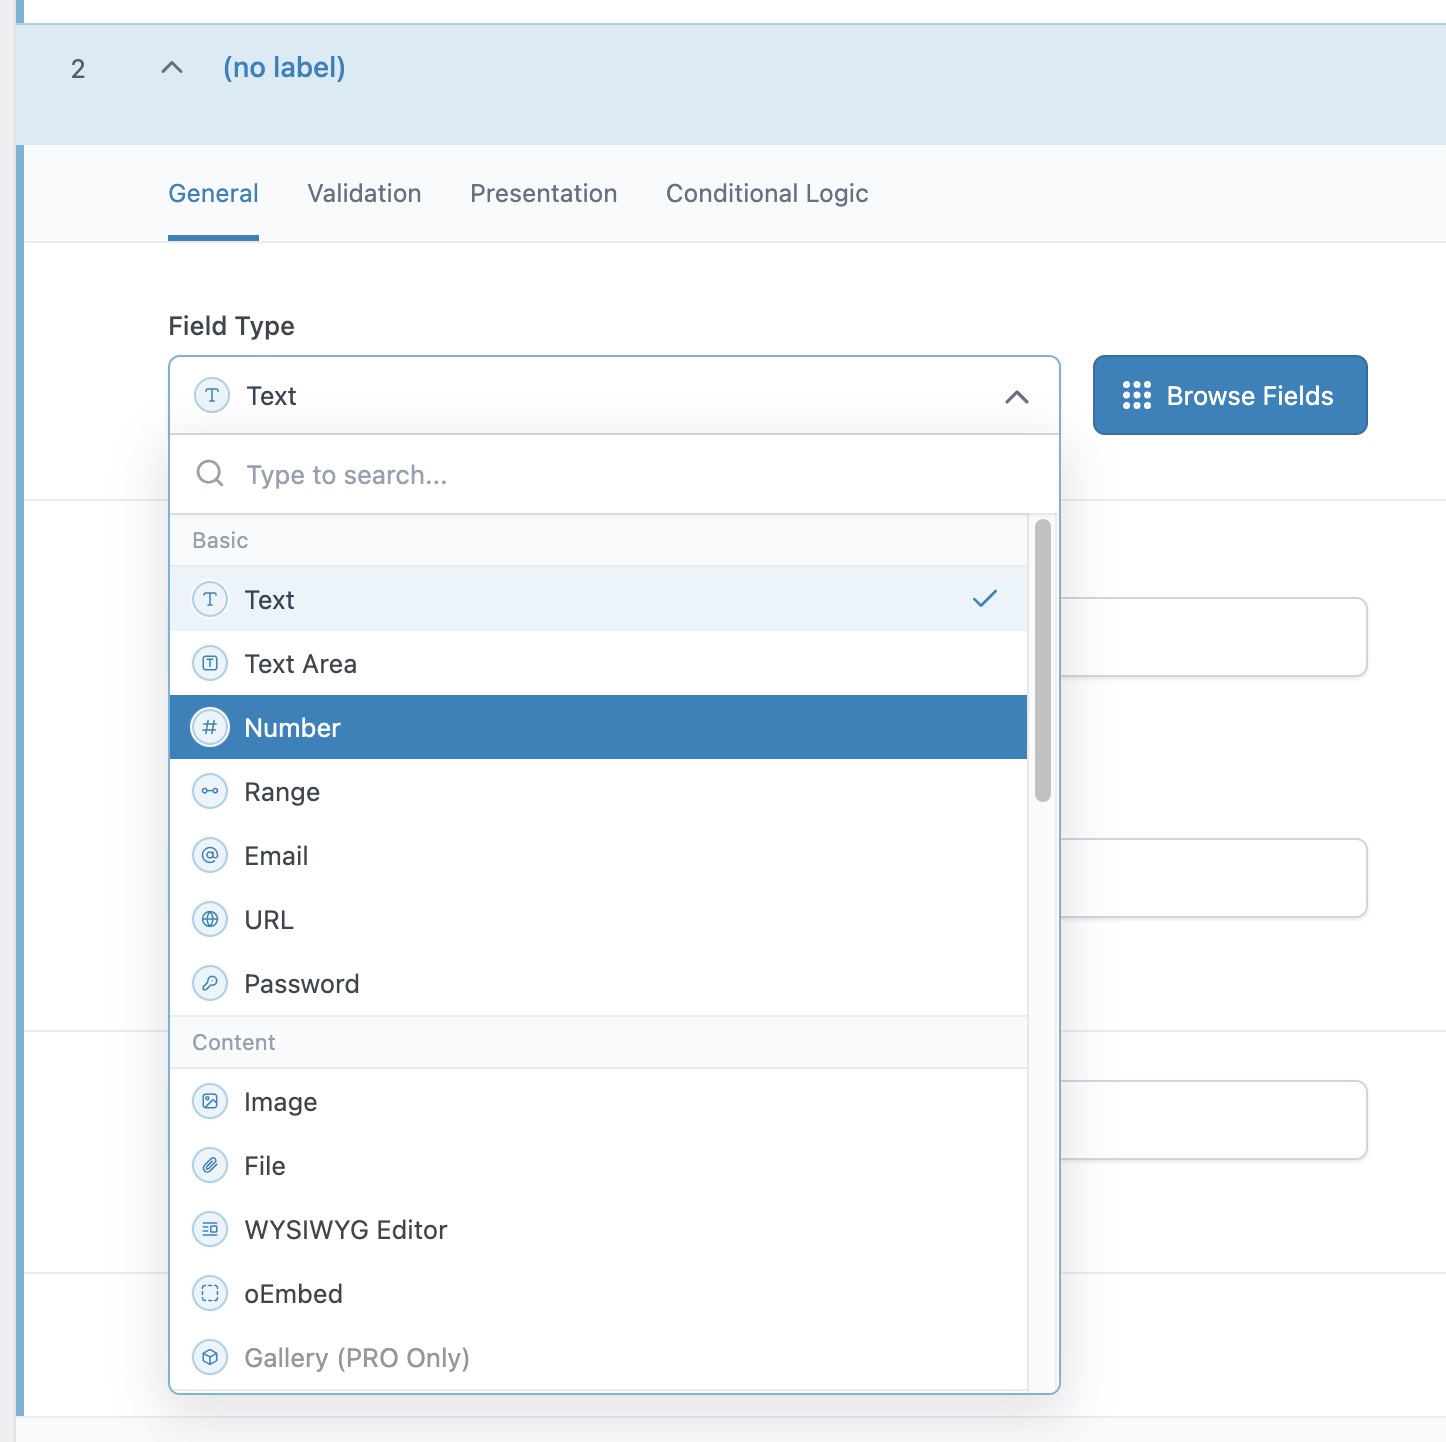 2
(no label)
General Validation Presentation Conditional Logic
Field Type
Text
Browse Fields
Type to search...
Basic
Text
Text Area
Number
Range
Email
URL
Password
Content
Image
File
WYSIWYG Editor
oEmbed
Gallery (PRO Only)